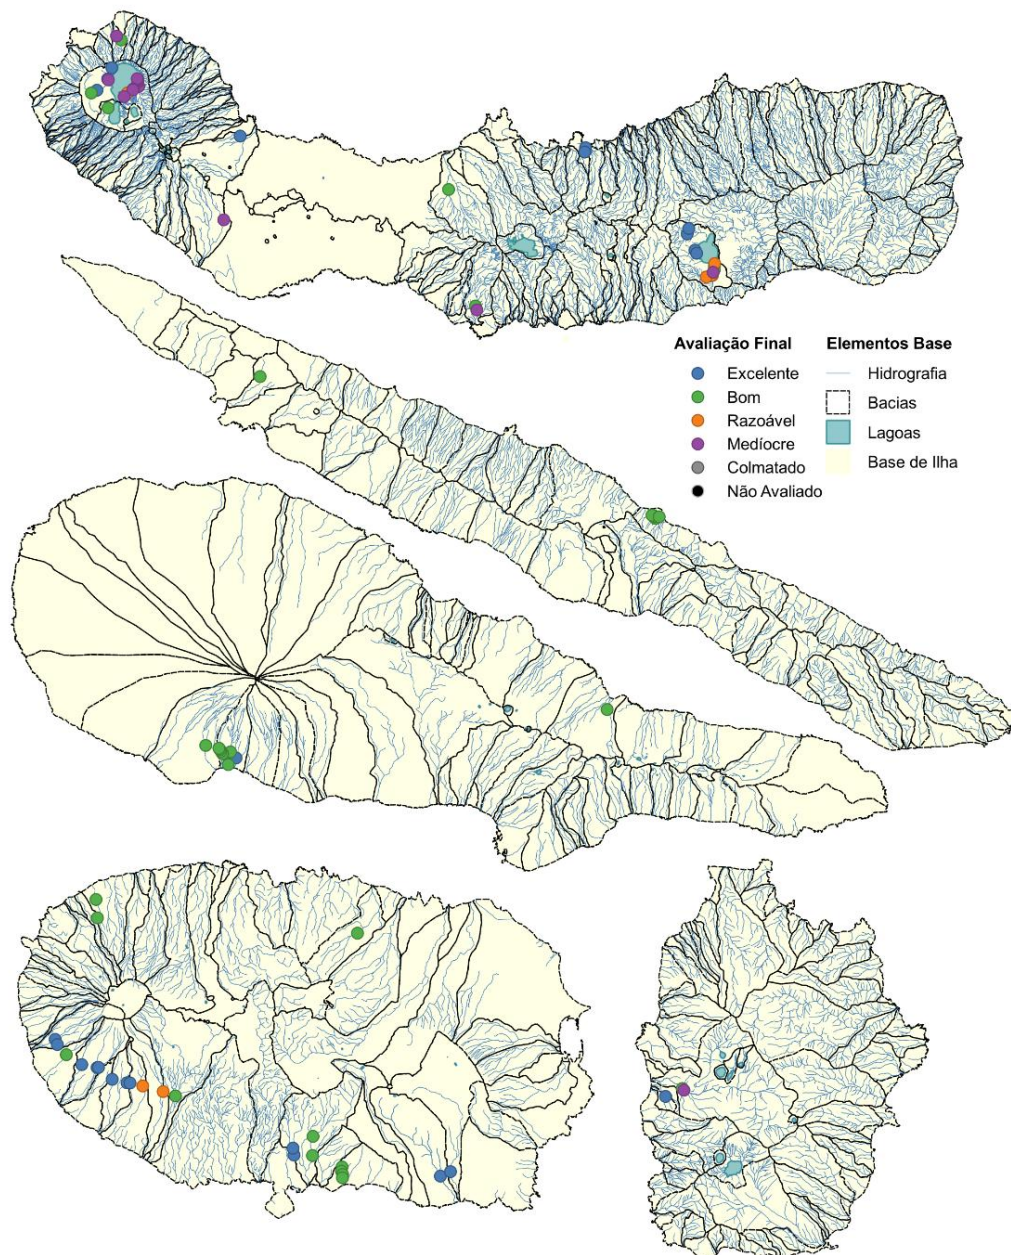 Avaliação Final
Excelente
Bom
Razoável
Medíocre
Colmatado
Não Avaliado
Elementos Base
Hidrografia
Bacias
Lagoas
Base de Ilha